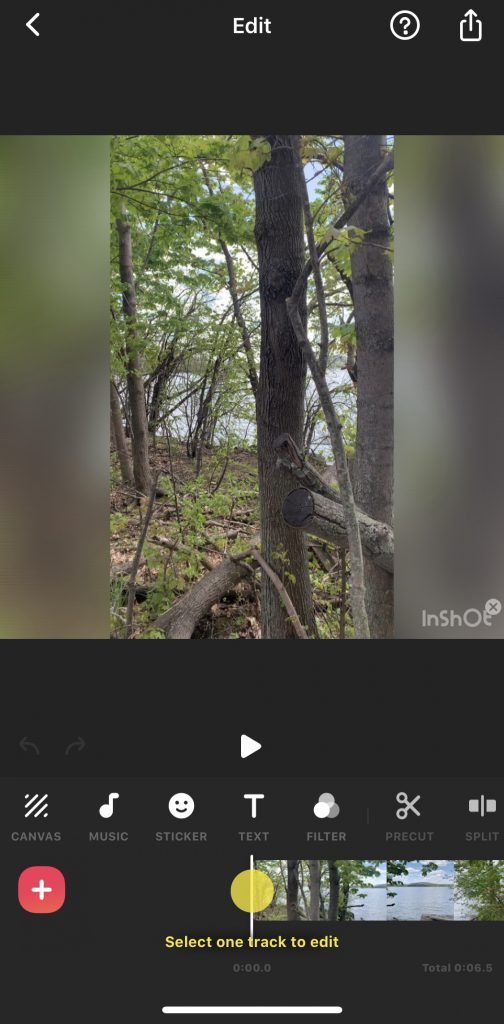 Edit
InShOt
CANVAS MUSIC STICKER TEXT FILTER PRECUT SPLIT
Select one track to edit
0:00.0 Total 0:06.5